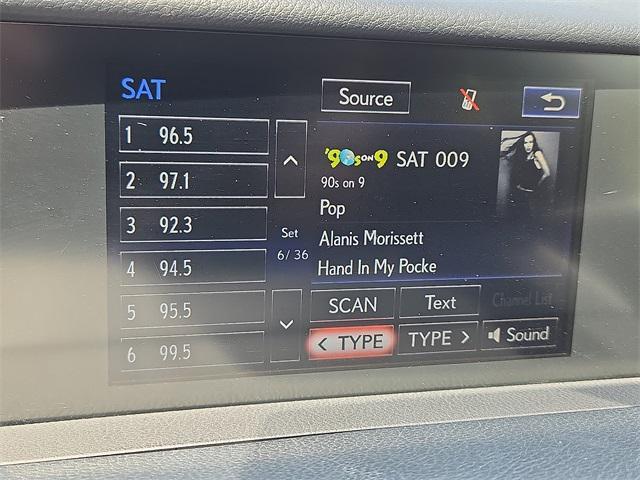 SAT
Source
1 96.5
2 97.1
3 92.3
4 94.5
5 95.5
6 99.5
Set
6/36
'90s ON 9 SAT 009
90s on 9
Pop
Alanis Morissett
Hand In My Pocke
SCAN
Text
Channel List
< TYPE
TYPE >
Sound